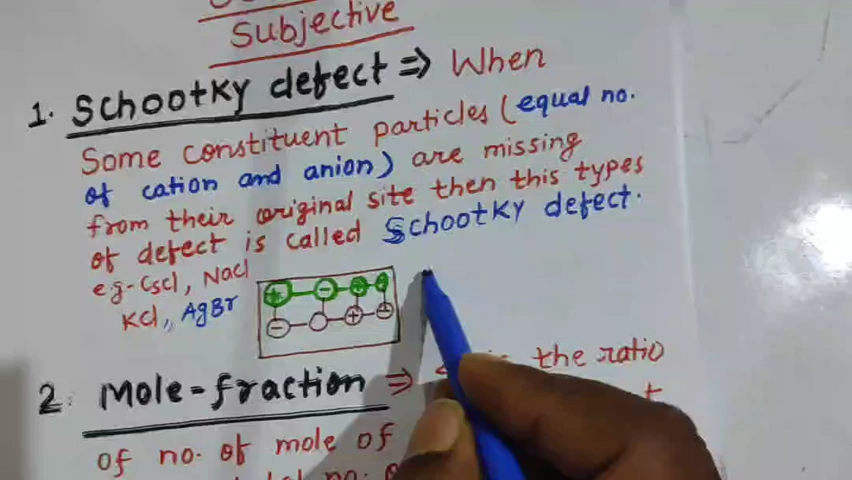 Subjective
1. Schootky defect ⇒ When
Some constituent particles (equal no.
of cation and anion) are missing
from their original site then this types
of defect is called Schootky defect.
eg- Cscl, Nacl
Kcl,, AgBr
+ −
− + ±
2. Mole-fraction ⇒ the ratio
of no. of mole of